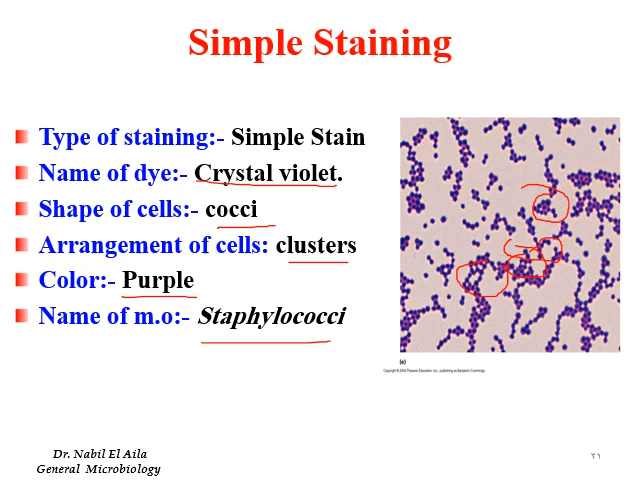 Simple Staining
Type of staining:- Simple Stain
Name of dye:- Crystal violet.
Shape of cells:- cocci
Arrangement of cells: clusters
Color:- Purple
Name of m.o:- Staphylococci
(e)
Copyright © 2004 Pearson Education, Inc., publishing as Benjamin Cummings.
Dr. Nabil El Aila
General Microbiology
٢١